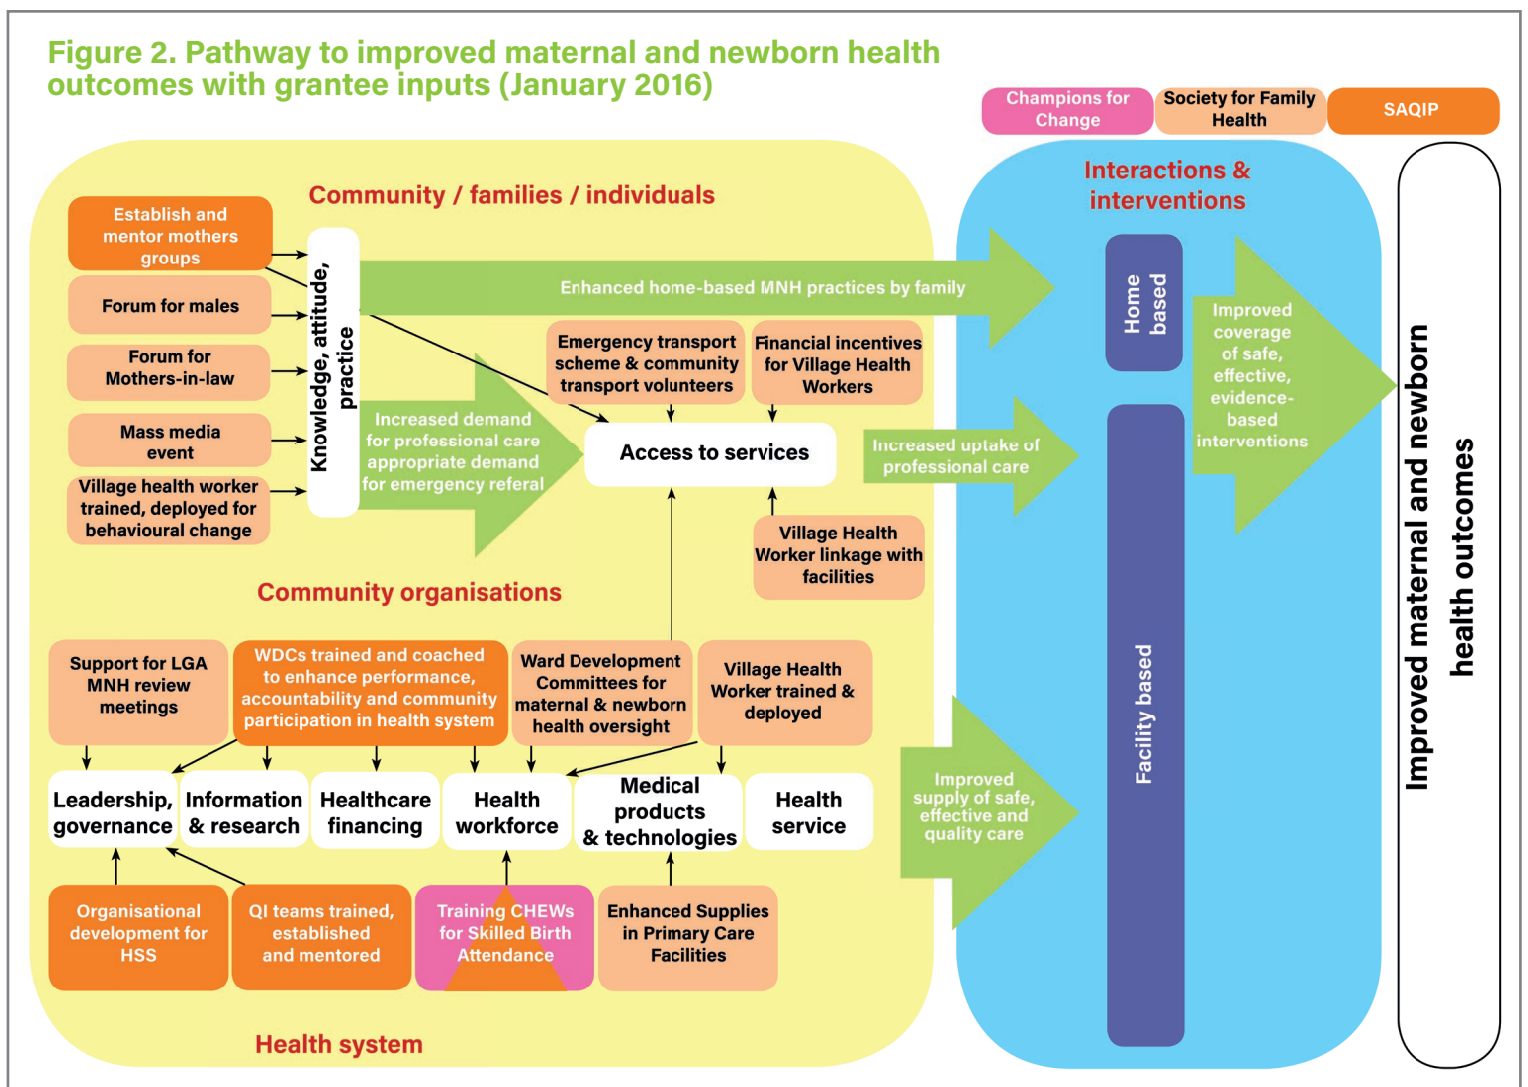 Figure 2. Pathway to improved maternal and newborn health
outcomes with grantee inputs (January 2016)
Champions for
Change
Society for Family
Health
SAQIP
Community / families / individuals
Establish and
mentor mothers
groups
Forum for males
Forum for
Mothers-in-law
Mass media
event
Village health worker
trained, deployed for
behavioural change
Knowledge, attitude,
practice
Enhanced home-based MNH practices by family
Increased demand
for professional care
appropriate demand
for emergency referal
Emergency transport
scheme & community
transport volunteers
Financial incentives
for Village Health
Workers
Access to services
Village Health
Worker linkage with
facilities
Increased uptake of
professional care
Community organisations
Support for LGA
MNH review
meetings
WDCs trained and coached
to enhance performance,
accountability and community
participation in health system
Ward Development
Committees for
maternal & newborn
health oversight
Village Health
Worker trained &
deployed
Leadership,
governance
Information
& research
Healthcare
financing
Health
workforce
Medical
products
& technologies
Health
service
Organisational
development for
HSS
QI teams trained,
established
and mentored
Training CHEWs
for Skilled Birth
Attendance
Enhanced Supplies
in Primary Care
Facilities
Health system
Improved
supply of safe,
effective and
quality care
Interactions &
interventions
Home
based
Facility based
Improved
coverage
of safe,
effective,
evidence-
based
interventions
Improved maternal and newborn
health outcomes